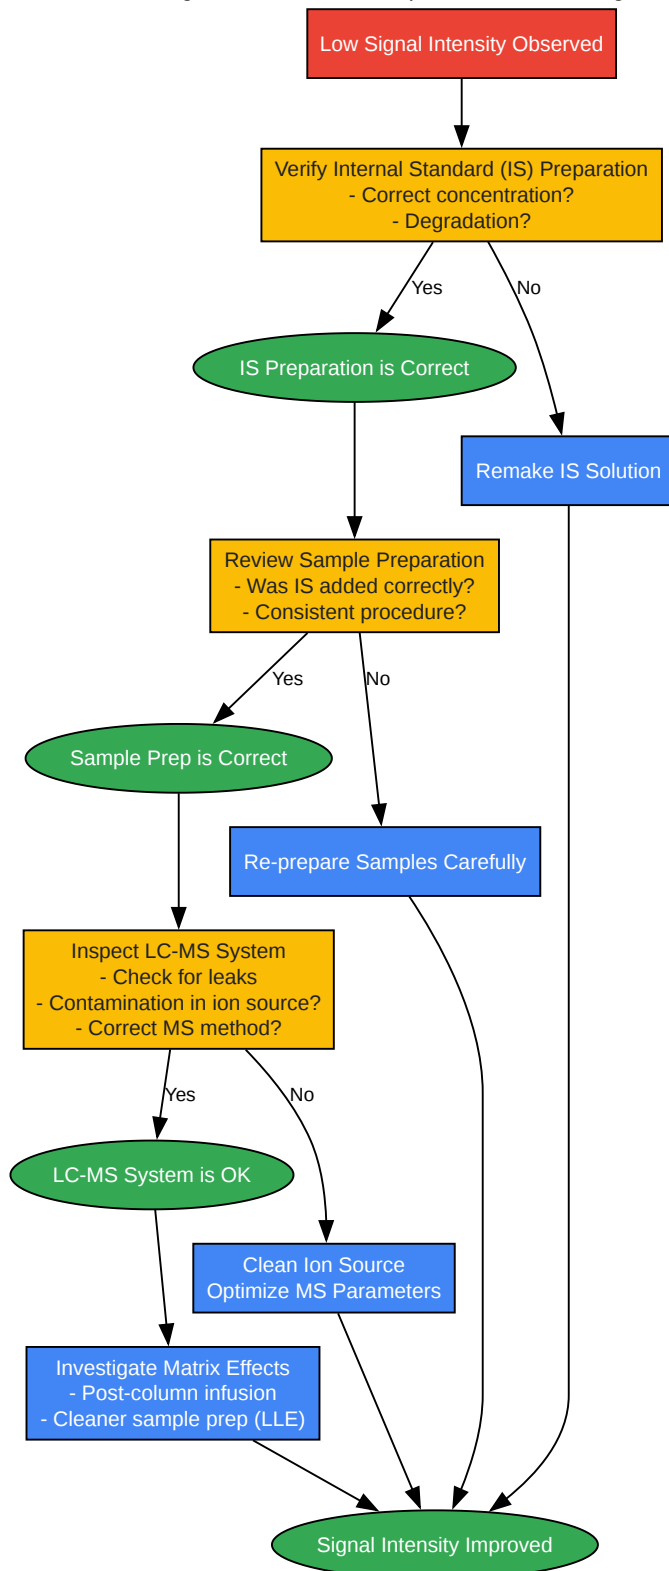 Low Signal Intensity Observed
Verify Internal Standard (IS) Preparation
- Correct concentration?
- Degradation?
Yes
No
IS Preparation is Correct
Remake IS Solution
Review Sample Preparation
- Was IS added correctly?
- Consistent procedure?
Yes
No
Sample Prep is Correct
Re-prepare Samples Carefully
Inspect LC-MS System
- Check for leaks
- Contamination in ion source?
- Correct MS method?
Yes
No
LC-MS System is OK
Clean Ion Source
Optimize MS Parameters
Investigate Matrix Effects
- Post-column infusion
- Cleaner sample prep (LLE)
Signal Intensity Improved